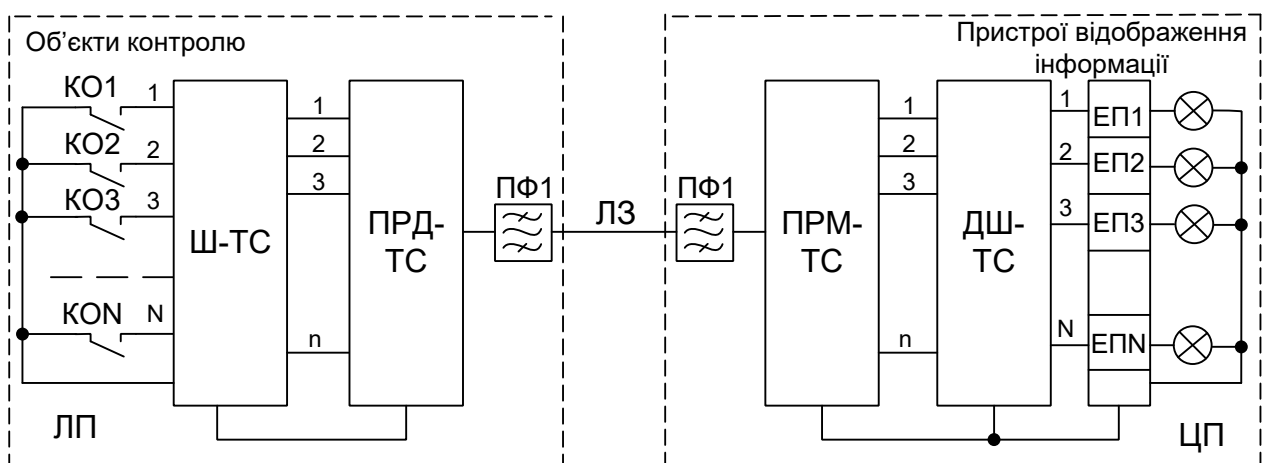 Об’єкти контролю
КО1
1
КО2
2
КО3
3
КОN
N
Ш-ТС
1
2
3
n
ПРД-
ТС
ПФ1
ЛП
ЛЗ
Пристрої відображення
інформації
ПФ1
ПРМ-
ТС
1
2
3
n
ДШ-
ТС
1
2
3
N
ЕП1
ЕП2
ЕП3
ЕПN
ЦП